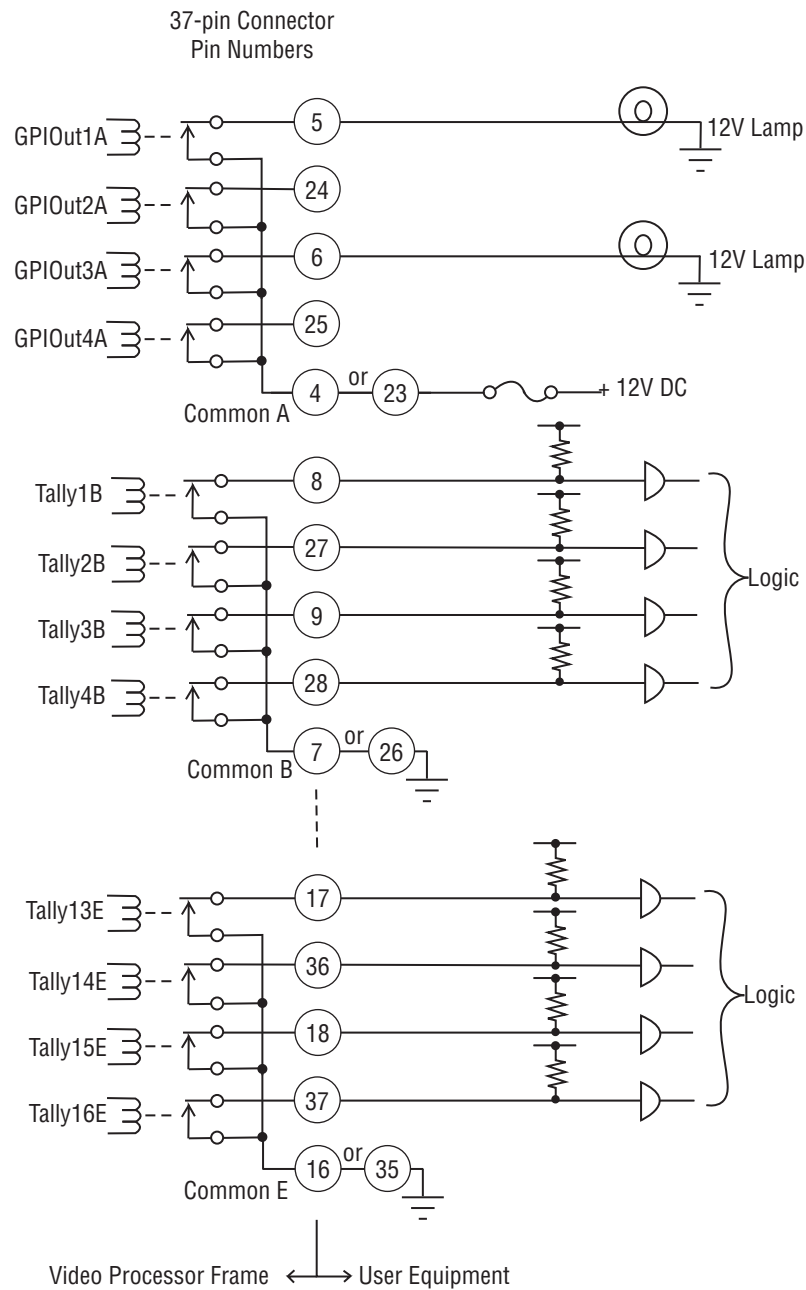 37-pin Connector
Pin Numbers
GPIOut1A
5
12V Lamp
GPIOut2A
24
GPIOut3A
6
12V Lamp
GPIOut4A
25
Common A
4
or
23
+ 12V DC
Tally1B
8
Tally2B
27
Logic
Tally3B
9
Tally4B
28
Common B
7
or
26
Tally13E
17
Tally14E
36
Logic
Tally15E
18
Tally16E
37
Common E
16
or
35
Video Processor Frame
User Equipment